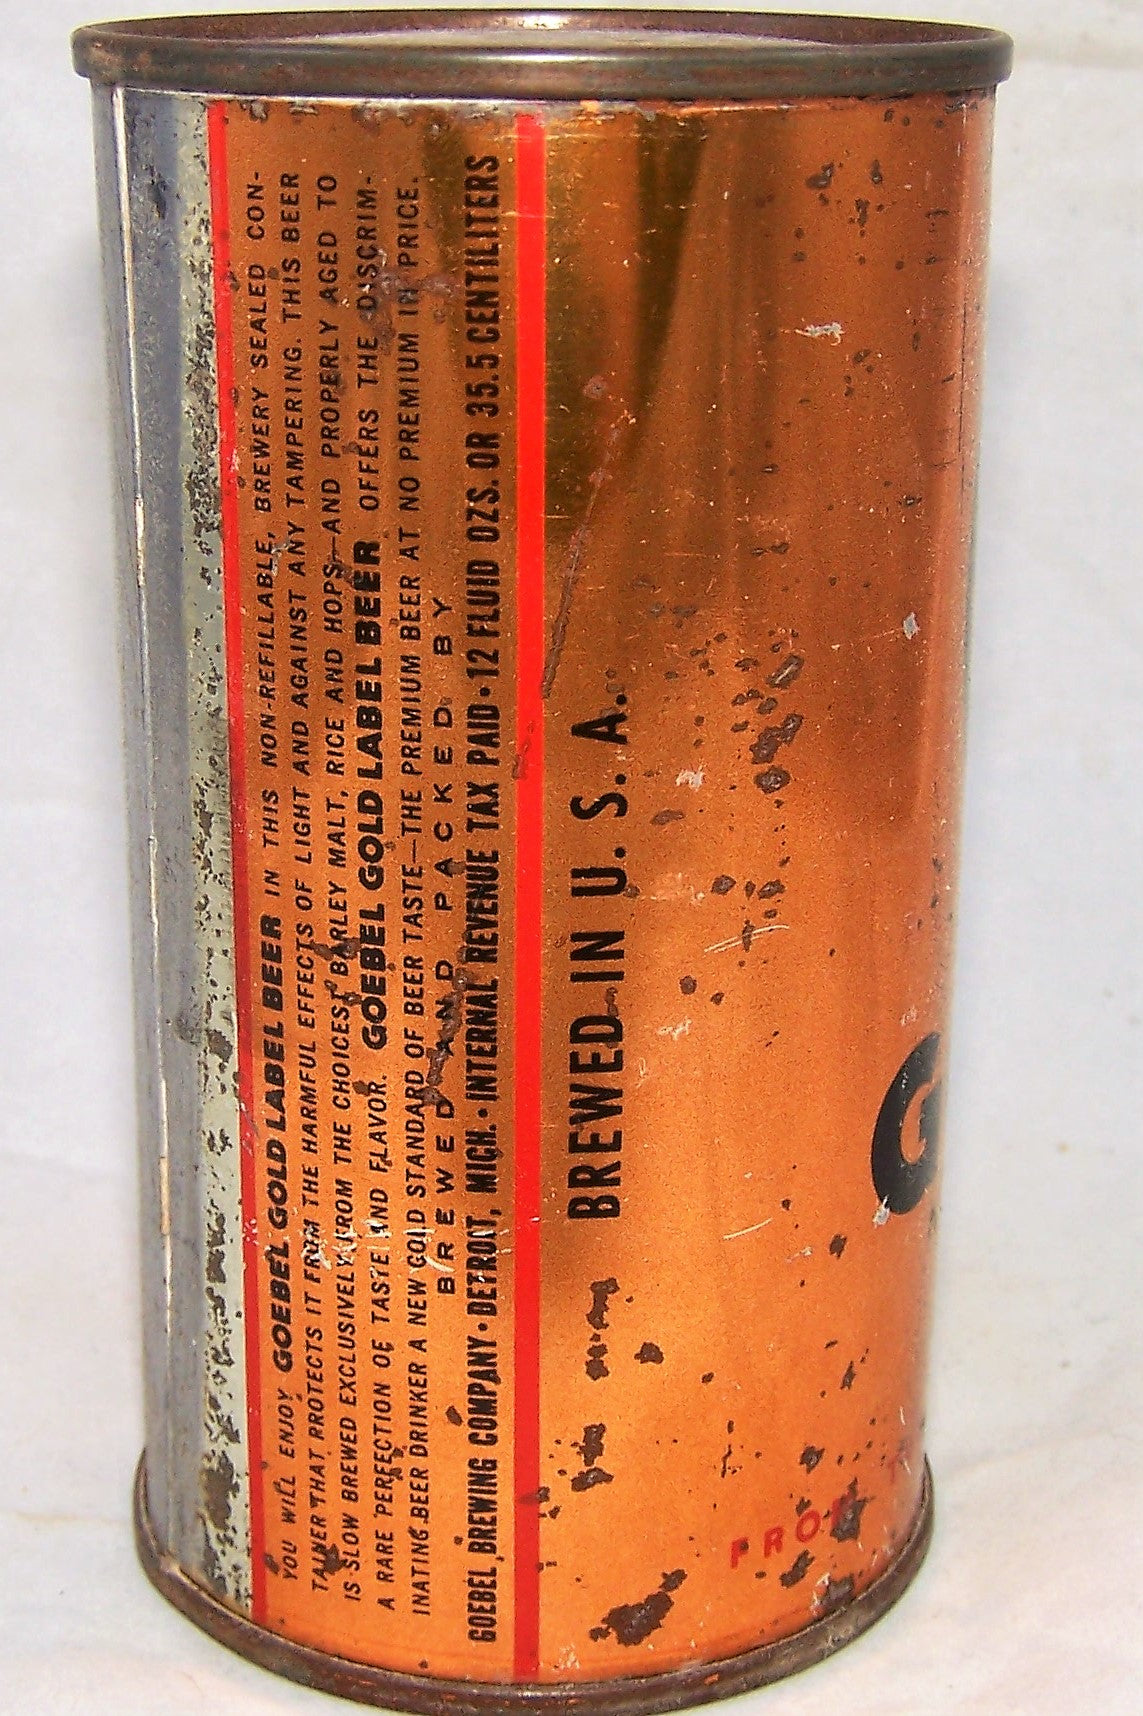 YOU WILL ENJOY GOEBEL GOLD LABEL BEER IN THIS NON-REFILLABLE, BREWERY SEALED CON-
TAINER THAT PROTECTS IT FROM THE HARMFUL EFFECTS OF LIGHT AND AGAINST ANY TAMPERING. THIS BEER
IS SLOW BREWED EXCLUSIVELY FROM THE CHOICEST BARLEY MALT, RICE AND HOPS—AND PROPERLY AGED TO
A RARE PERFECTION OF TASTE AND FLAVOR. GOEBEL GOLD LABEL BEER OFFERS THE DISCRIM-
INATING BEER DRINKER A NEW GOLD STANDARD OF BEER TASTE—THE PREMIUM BEER AT NO PREMIUM IN PRICE.
BREWED AND PACKED BY
GOEBEL BREWING COMPANY · DETROIT, MICH. · INTERNAL REVENUE TAX PAID · 12 FLUID OZS. OR 35.5 CENTILITERS
BREWED IN U. S. A.
G
FRO